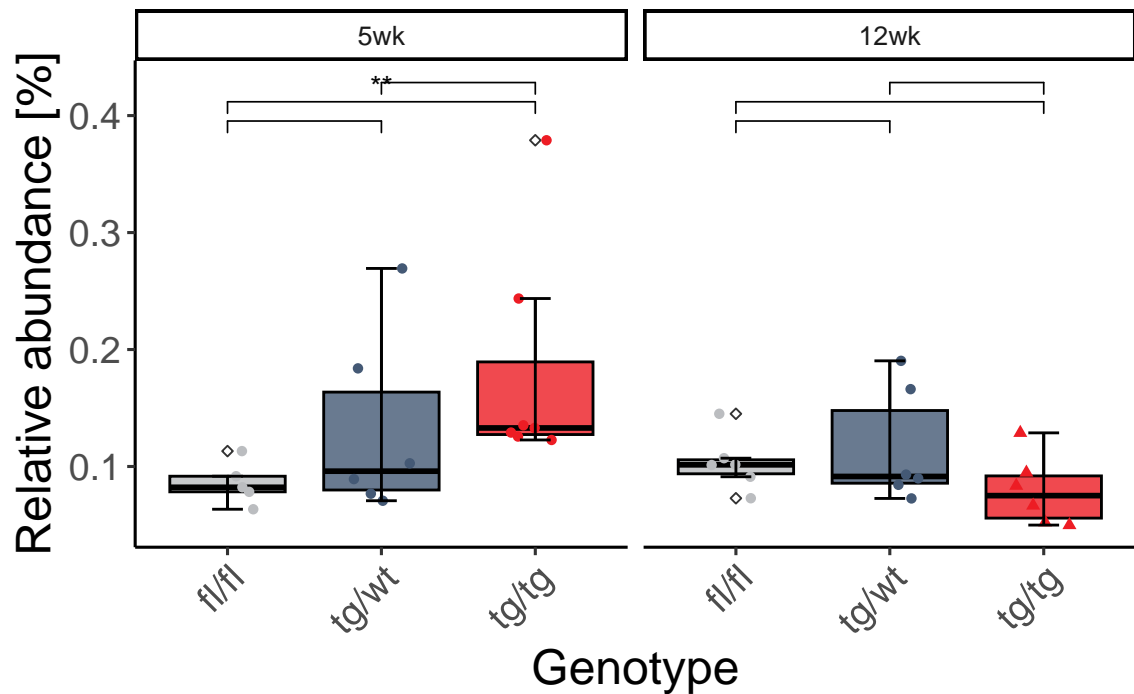 5wk
12wk
Relative abundance [%]
**
0.4
0.3
0.2
0.1
fl/fl
tg/wt
tg/tg
fl/fl
tg/wt
tg/tg
Genotype